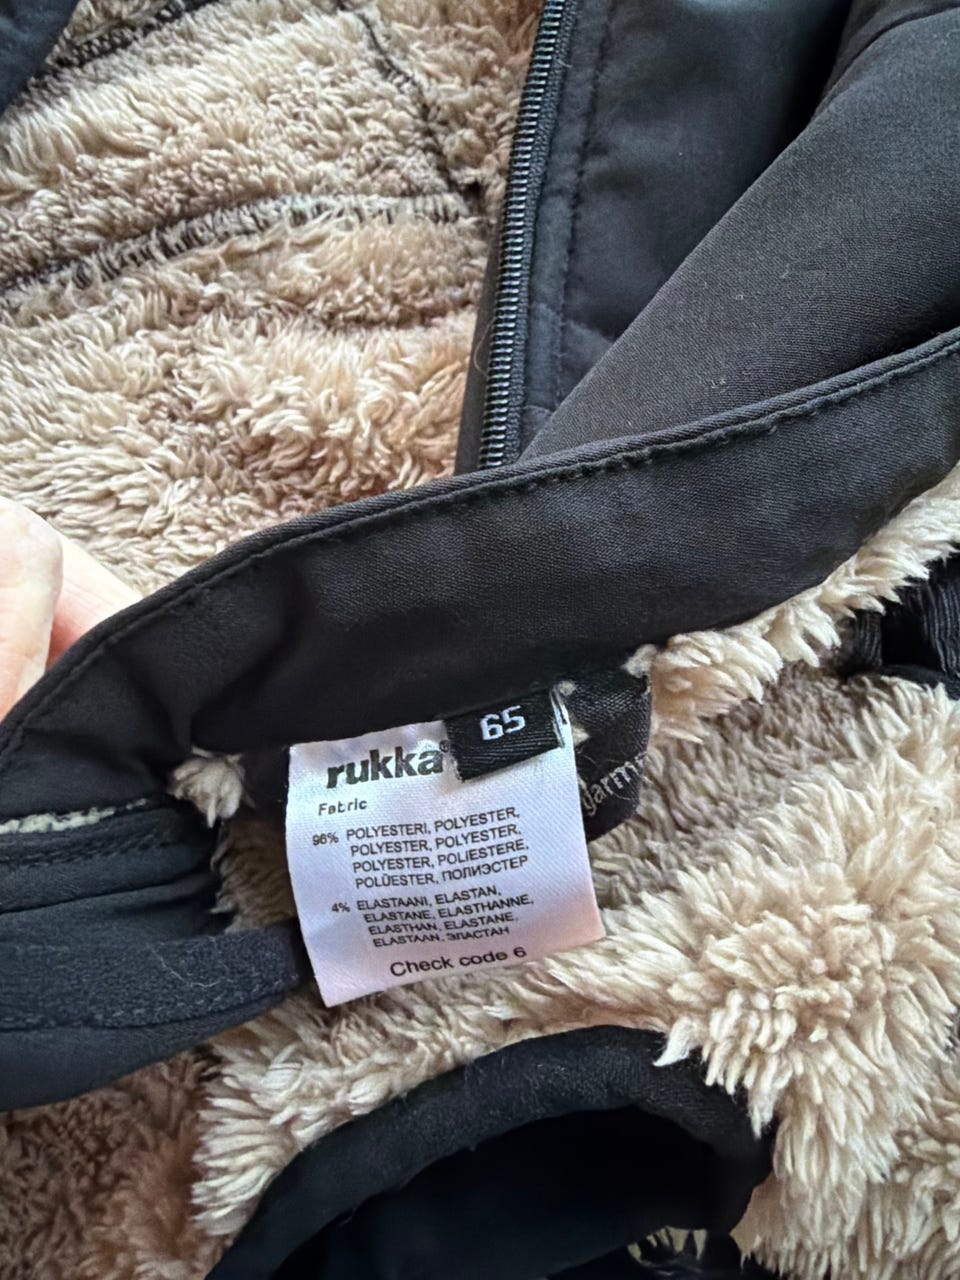 65
rukka®
Fabric
96% POLYESTERI, POLYESTER,
POLYESTER, POLYESTER,
POLYESTER, POLIESTERE,
POLÜESTER, ПОЛИЭСТЕР
4% ELASTAANI, ELASTAN,
ELASTANE, ELASTHANNE,
ELASTHAN, ELASTANE,
ELASTAAN, ЭЛАСТАН
Check code 6